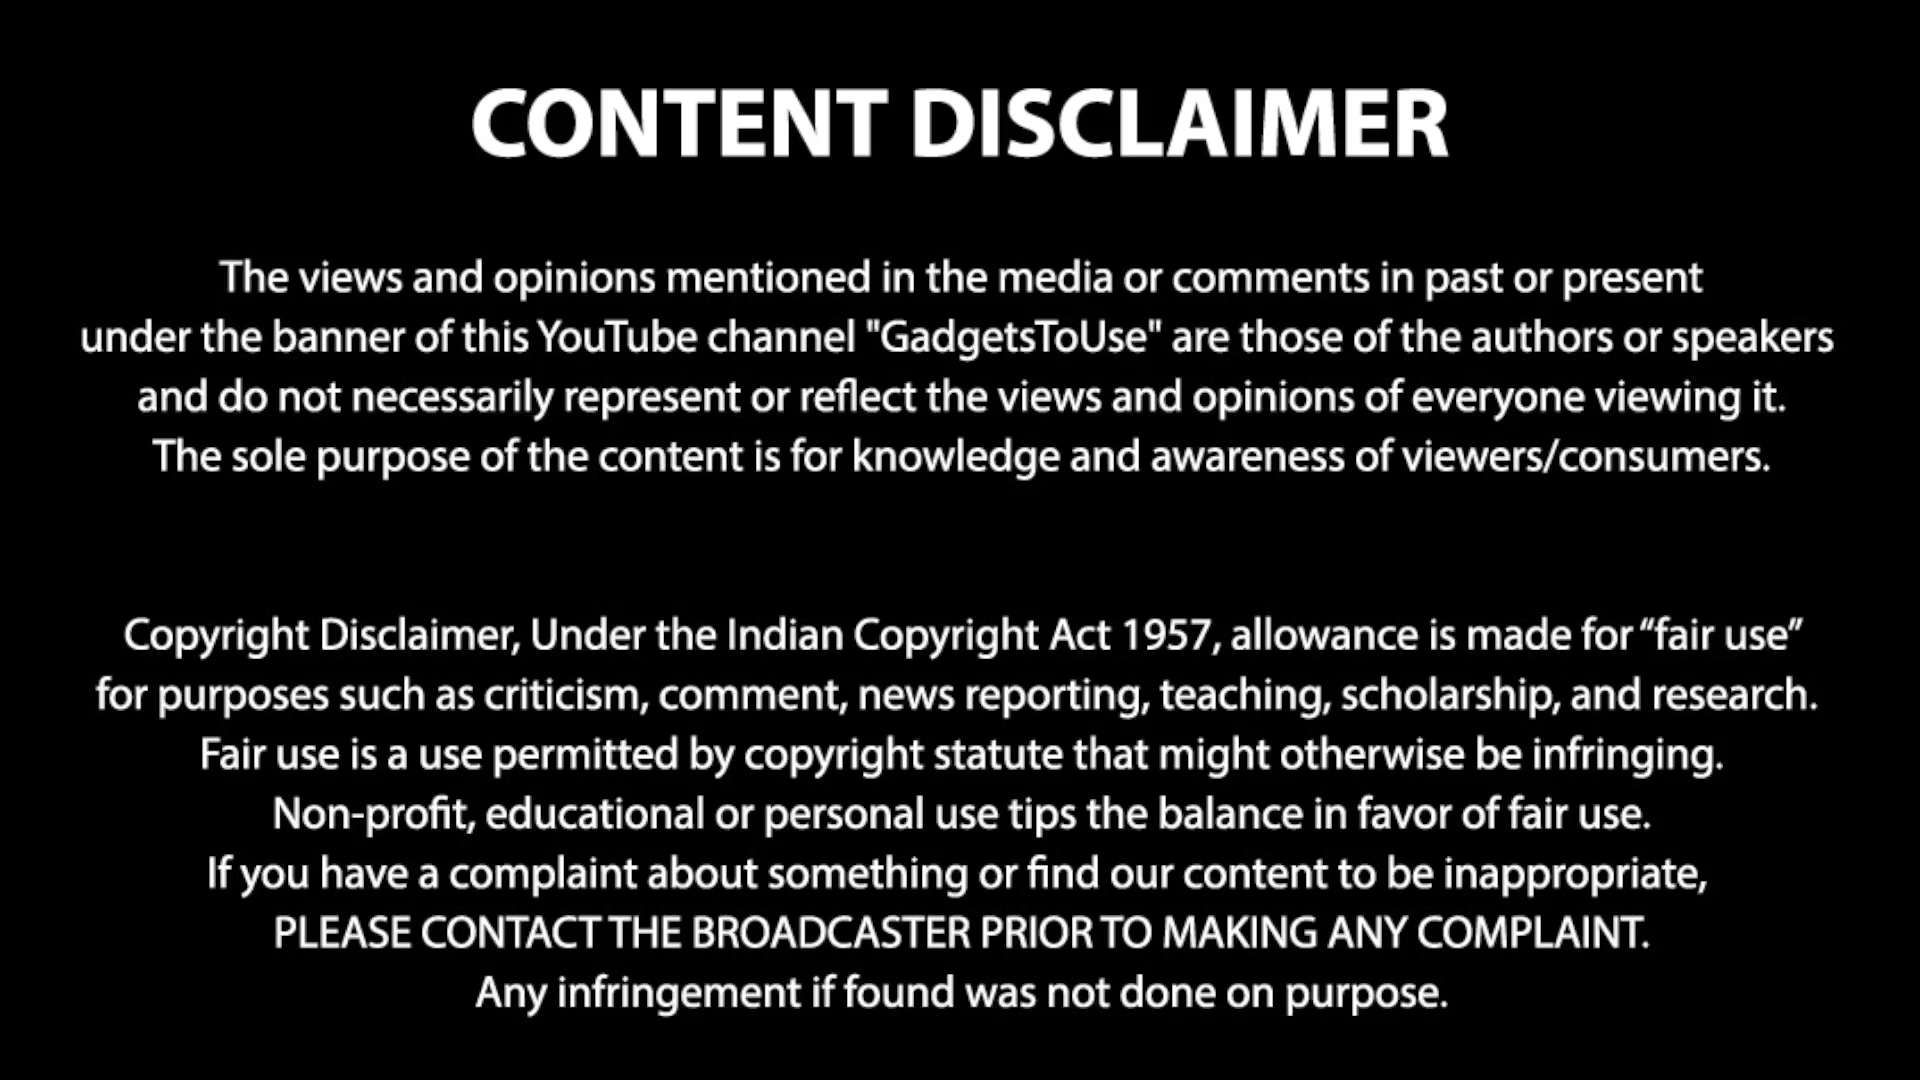 CONTENT DISCLAIMER
The views and opinions mentioned in the media or comments in past or present
under the banner of this YouTube channel "GadgetsToUse" are those of the authors or speakers
and do not necessarily represent or reflect the views and opinions of everyone viewing it.
The sole purpose of the content is for knowledge and awareness of viewers/consumers.
Copyright Disclaimer, Under the Indian Copyright Act 1957, allowance is made for “fair use”
for purposes such as criticism, comment, news reporting, teaching, scholarship, and research.
Fair use is a use permitted by copyright statute that might otherwise be infringing.
Non-profit, educational or personal use tips the balance in favor of fair use.
If you have a complaint about something or find our content to be inappropriate,
PLEASE CONTACT THE BROADCASTER PRIOR TO MAKING ANY COMPLAINT.
Any infringement if found was not done on purpose.